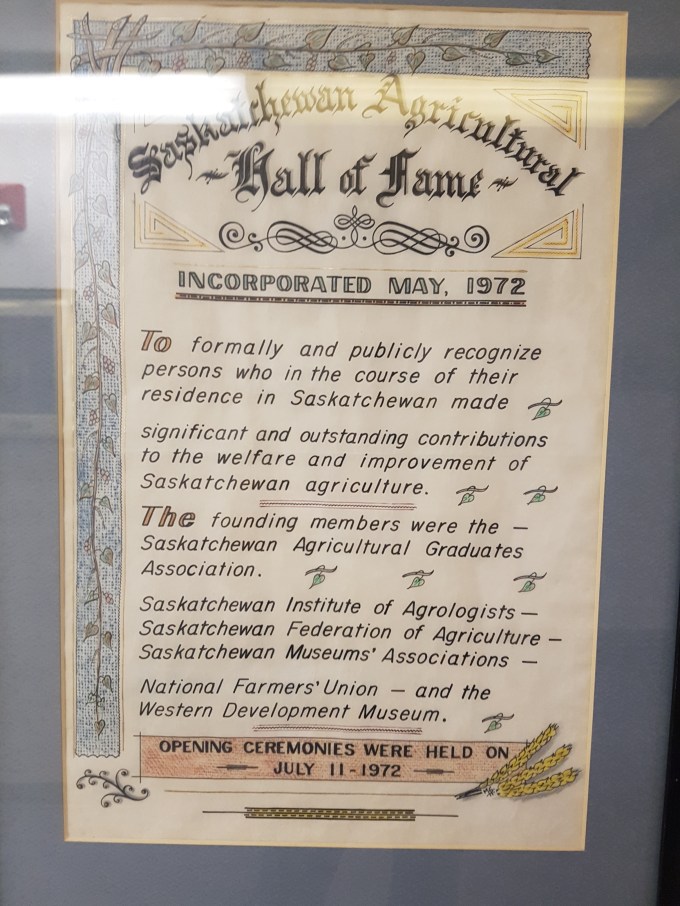 Saskatchewan Agricultural
~ Hall of Fame ~
INCORPORATED MAY, 1972
To formally and publicly recognize
persons who in the course of their
residence in Saskatchewan made
significant and outstanding contributions
to the welfare and improvement of
Saskatchewan agriculture.
The founding members were the —
Saskatchewan Agricultural Graduates
Association.
Saskatchewan Institute of Agrologists —
Saskatchewan Federation of Agriculture —
Saskatchewan Museums' Associations —
National Farmers' Union — and the
Western Development Museum.
OPENING CEREMONIES WERE HELD ON
— JULY 11-1972 —